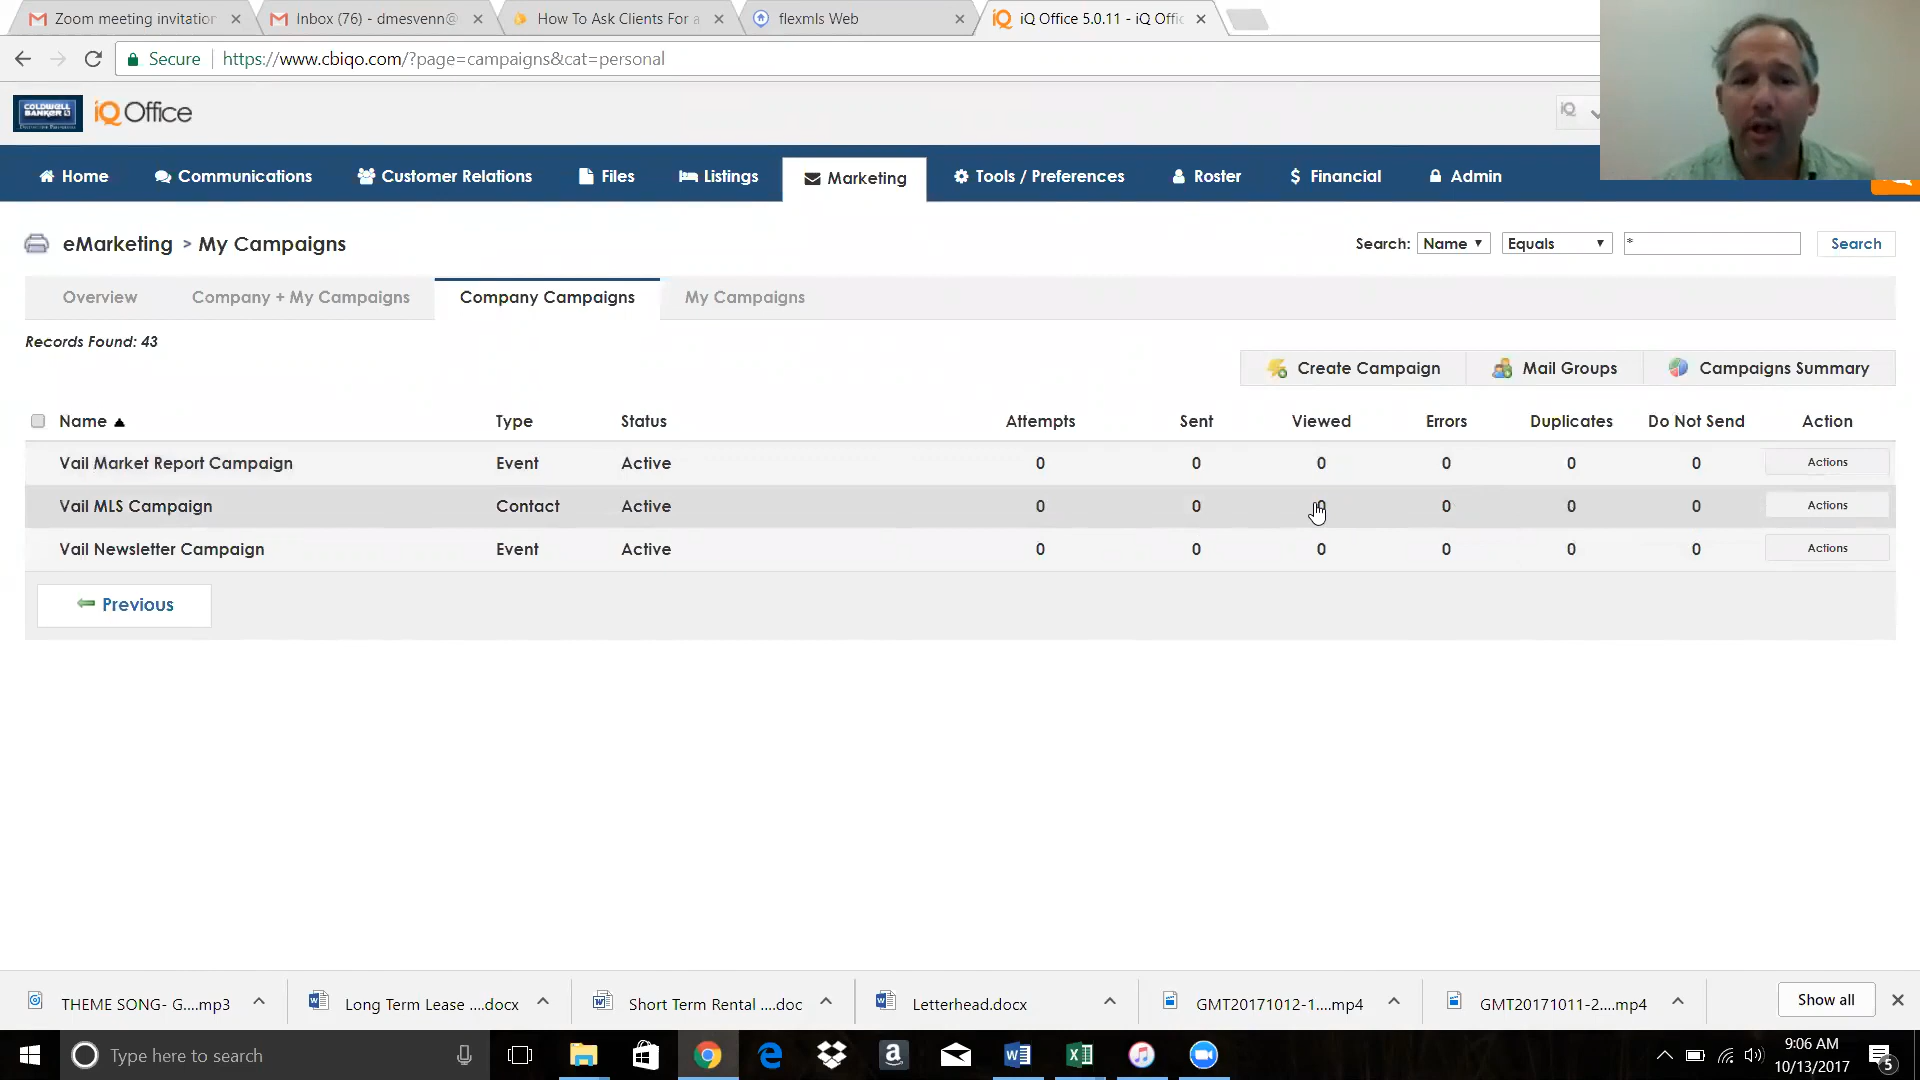 Zoom meeting invitation
Inbox (76) - dmesvenn@
How To Ask Clients For a
flexmls Web
iQ Office 5.0.11 - iQ Offic
Secure
https://www.cbiqo.com/?page=campaigns&cat=personal
COLDWELL BANKER
iQ Office
iQ
Home
Communications
Customer Relations
Files
Listings
Marketing
Tools / Preferences
Roster
Financial
Admin
eMarketing > My Campaigns
Search: Name Equals * Search
Overview
Company + My Campaigns
Company Campaigns
My Campaigns
Records Found: 43
Create Campaign
Mail Groups
Campaigns Summary
Name Type Status Attempts Sent Viewed Errors Duplicates Do Not Send Action
Vail Market Report Campaign Event Active 0 0 0 0 0 0 Actions
Vail MLS Campaign Contact Active 0 0 0 0 0 0 Actions
Vail Newsletter Campaign Event Active 0 0 0 0 0 0 Actions
Previous
THEME SONG- G....mp3
Long Term Lease ....docx
Short Term Rental ....doc
Letterhead.docx
GMT20171012-1....mp4
GMT20171011-2....mp4
Show all
Type here to search
9:06 AM
10/13/2017
5